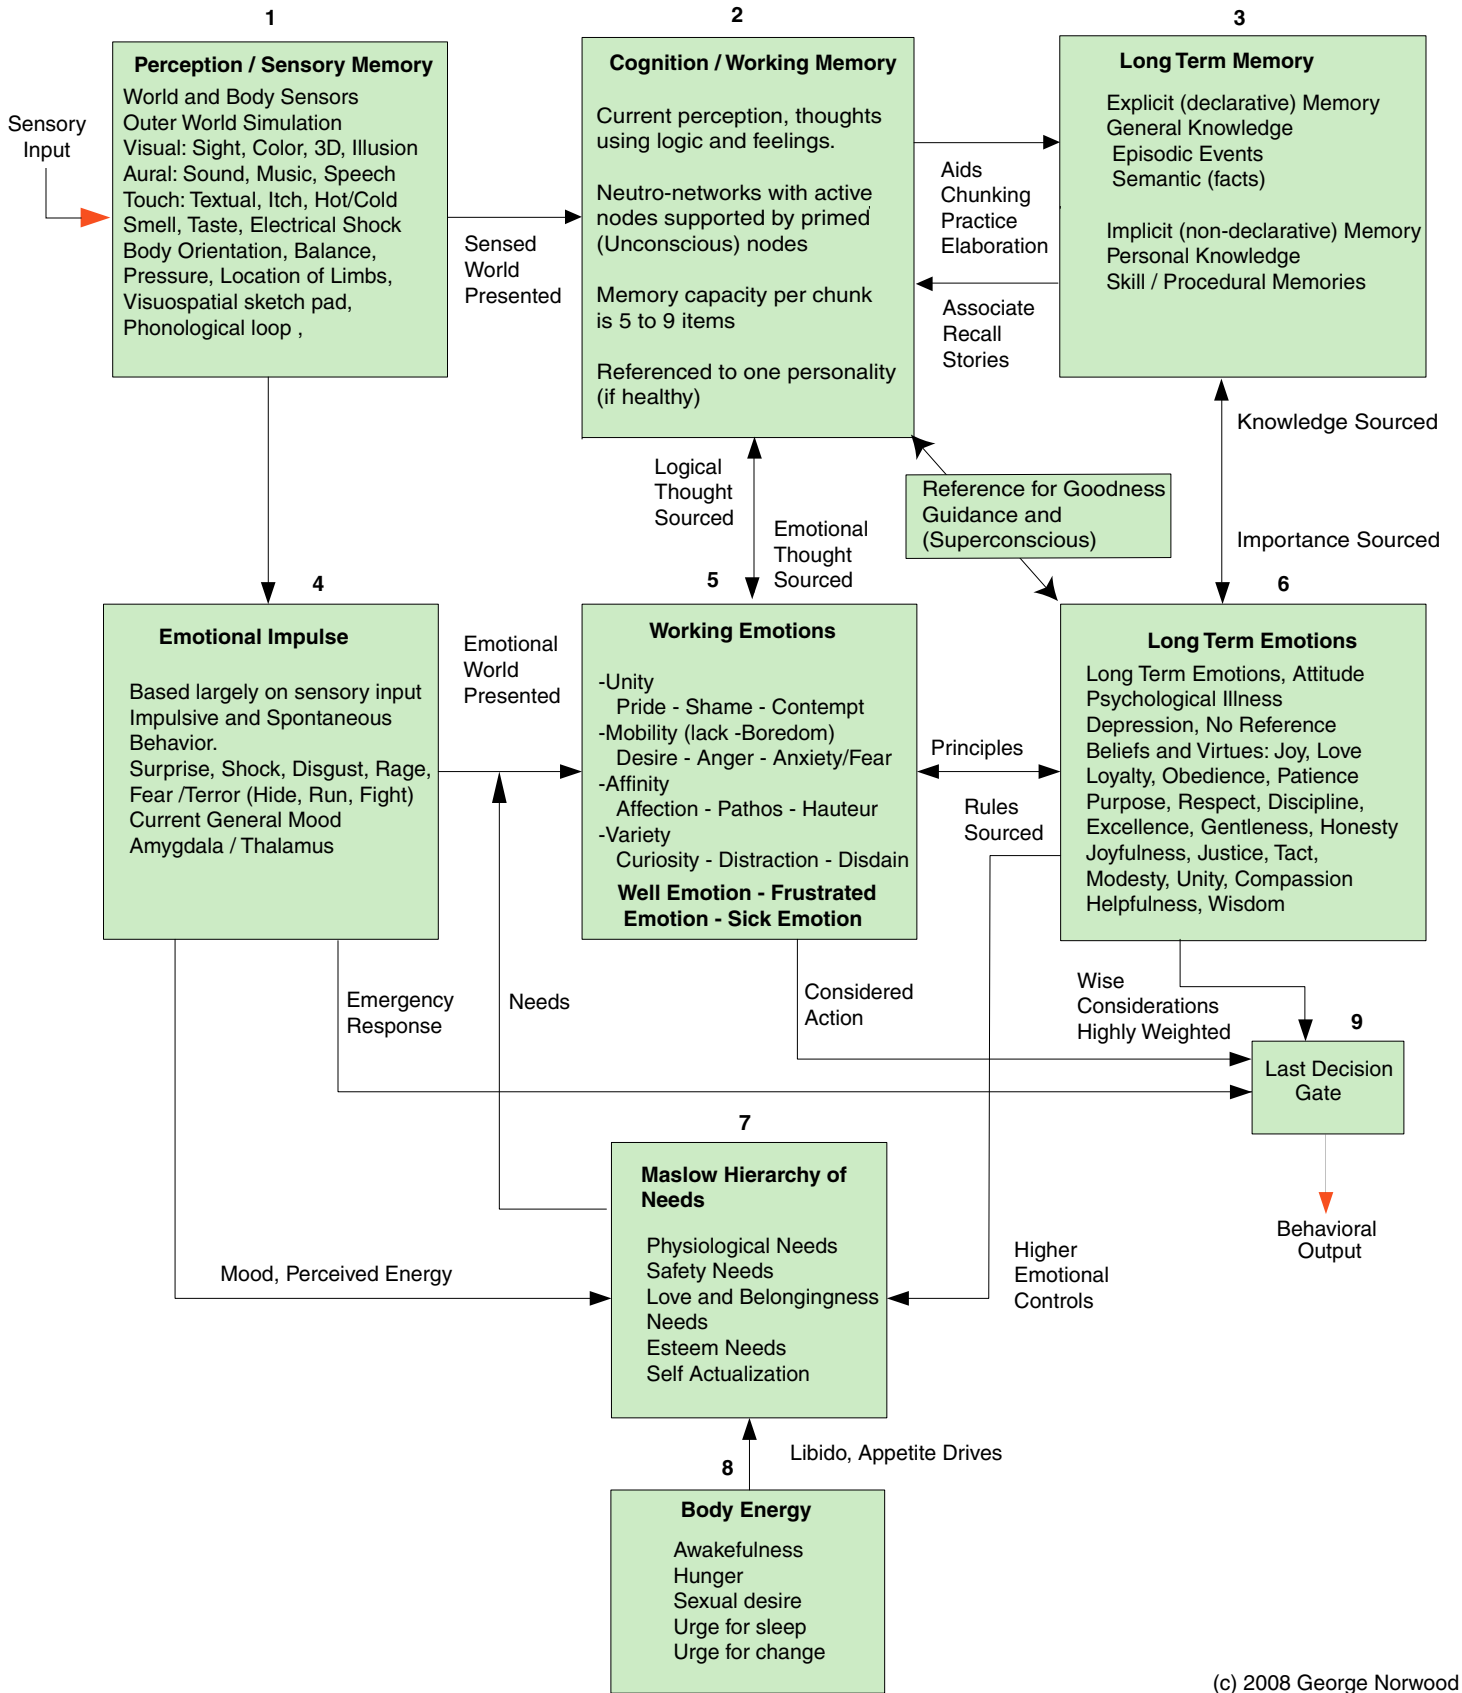 1
Perception / Sensory Memory
World and Body Sensors
Outer World Simulation
Visual: Sight, Color, 3D, Illusion
Aural: Sound, Music, Speech
Touch: Textual, Itch, Hot/Cold
Smell, Taste, Electrical Shock
Body Orientation, Balance,
Pressure, Location of Limbs,
Visuospatial sketch pad,
Phonological loop ,
Sensory
Input
Sensed
World
Presented
2
Cognition / Working Memory
Current perception, thoughts
using logic and feelings.
Neutro-networks with active
nodes supported by primed
(Unconscious) nodes
Memory capacity per chunk
is 5 to 9 items
Referenced to one personality
(if healthy)
Aids
Chunking
Practice
Elaboration
Associate
Recall
Stories
3
Long Term Memory
Explicit (declarative) Memory
General Knowledge
Episodic Events
Semantic (facts)
Implicit (non-declarative) Memory
Personal Knowledge
Skill / Procedural Memories
Logical
Thought
Sourced
Emotional
Thought
Sourced
Reference for Goodness
Guidance and
(Superconscious)
Knowledge Sourced
Importance Sourced
4
Emotional Impulse
Based largely on sensory input
Impulsive and Spontaneous
Behavior.
Surprise, Shock, Disgust, Rage,
Fear /Terror (Hide, Run, Fight)
Current General Mood
Amygdala / Thalamus
Emotional
World
Presented
5
Working Emotions
-Unity
Pride - Shame - Contempt
-Mobility (lack -Boredom)
Desire - Anger - Anxiety/Fear
-Affinity
Affection - Pathos - Hauteur
-Variety
Curiosity - Distraction - Disdain
Well Emotion - Frustrated
Emotion - Sick Emotion
Principles
Rules
Sourced
6
Long Term Emotions
Long Term Emotions, Attitude
Psychological Illness
Depression, No Reference
Beliefs and Virtues: Joy, Love
Loyalty, Obedience, Patience
Purpose, Respect, Discipline,
Excellence, Gentleness, Honesty
Joyfulness, Justice, Tact,
Modesty, Unity, Compassion
Helpfulness, Wisdom
Emergency
Response
Needs
Considered
Action
Wise
Considerations
Highly Weighted
9
Last Decision
Gate
Behavioral
Output
7
Maslow Hierarchy of
Needs
Physiological Needs
Safety Needs
Love and Belongingness
Needs
Esteem Needs
Self Actualization
Mood, Perceived Energy
Higher
Emotional
Controls
Libido, Appetite Drives
8
Body Energy
Awakefulness
Hunger
Sexual desire
Urge for sleep
Urge for change
(c) 2008 George Norwood